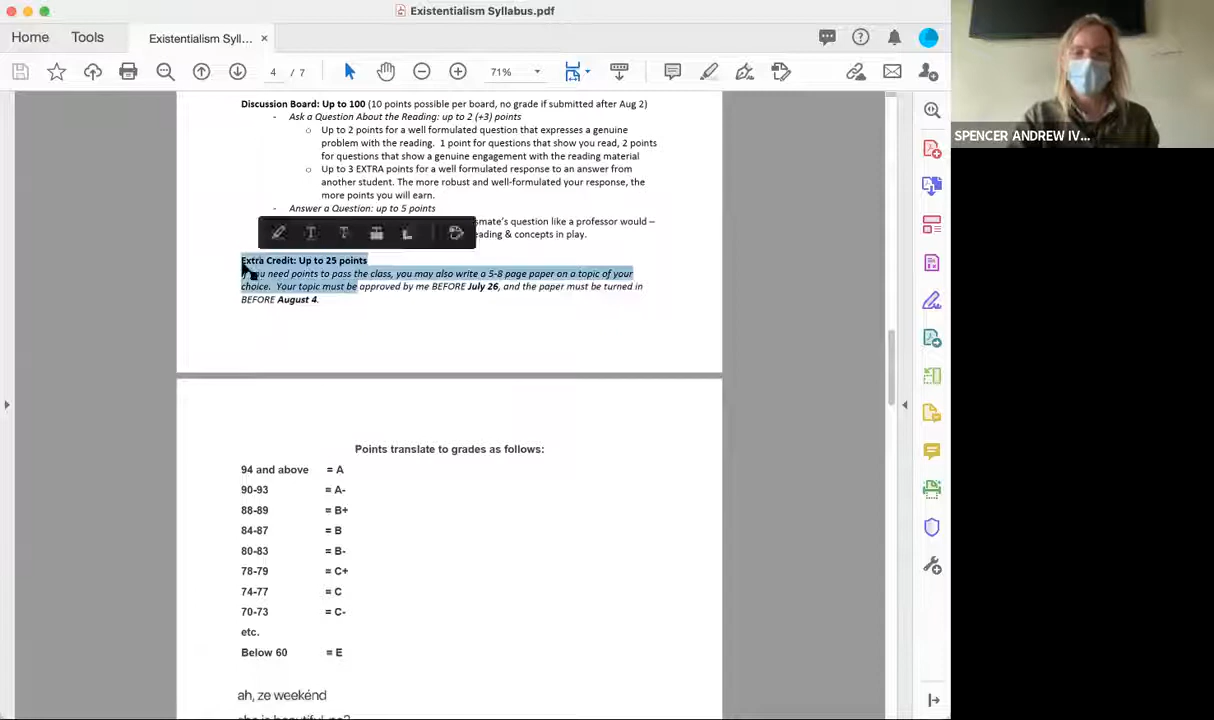 Existentialism Syllabus.pdf
Home
Tools
Existentialism Syll...
4 / 7
71%
SPENCER ANDREW IV...
Discussion Board: Up to 100 (10 points possible per board, no grade if submitted after Aug 2)
- Ask a Question About the Reading: up to 2 (+3) points
o Up to 2 points for a well formulated question that expresses a genuine
problem with the reading. 1 point for questions that show you read, 2 points
for questions that show a genuine engagement with the reading material
o Up to 3 EXTRA points for a well formulated response to an answer from
another student. The more robust and well-formulated your response, the
more points you will earn.
- Answer a Question: up to 5 points
smate's question like a professor would –
eading & concepts in play.
Extra Credit: Up to 25 points
you need points to pass the class, you may also write a 5-8 page paper on a topic of your
choice. Your topic must be approved by me BEFORE July 26, and the paper must be turned in
BEFORE August 4.
Points translate to grades as follows:
94 and above = A
90-93 = A-
88-89 = B+
84-87 = B
80-83 = B-
78-79 = C+
74-77 = C
70-73 = C-
etc.
Below 60 = E
ah, ze weekénd